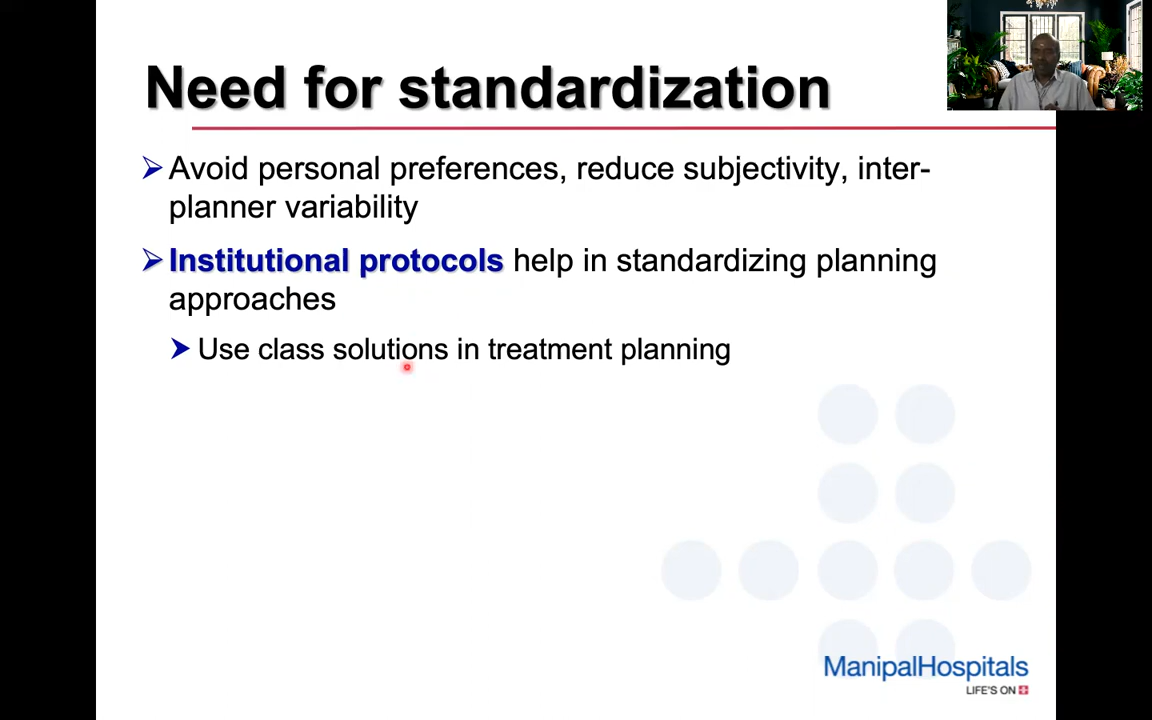 Need for standardization
Avoid personal preferences, reduce subjectivity, inter-
planner variability
Institutional protocols help in standardizing planning
approaches
Use class solutions in treatment planning
ManipalHospitals
LIFE'S ON